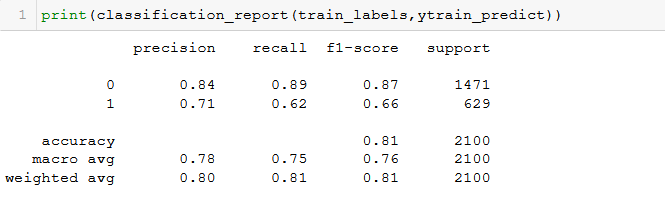 1 print(classification_report(train_labels,ytrain_predict))
precision recall f1-score support
0 0.84 0.89 0.87 1471
1 0.71 0.62 0.66 629
accuracy 0.81 2100
macro avg 0.78 0.75 0.76 2100
weighted avg 0.80 0.81 0.81 2100